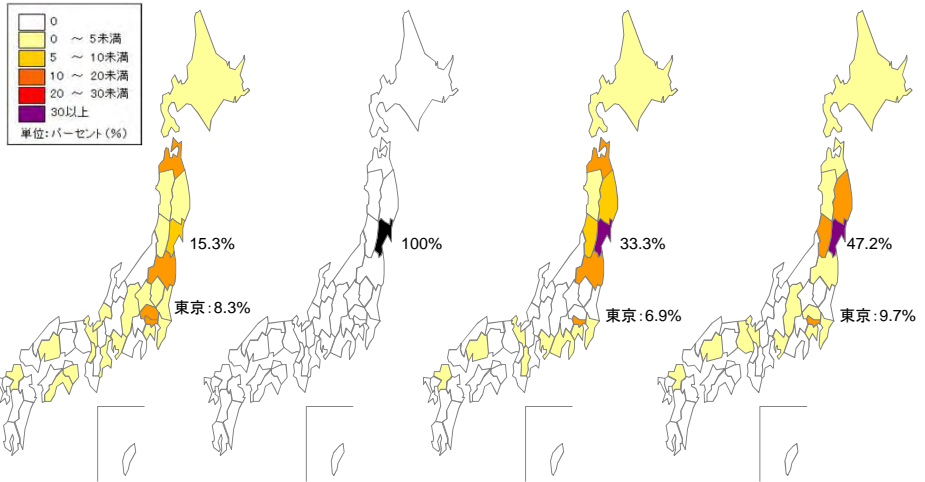 0
0 ～ 5未満
5 ～ 10未満
10 ～ 20未満
20 ～ 30未満
30以上
単位:パーセント(%)
15.3%
100%
33.3%
47.2%
東京:8.3%
東京:6.9%
東京:9.7%